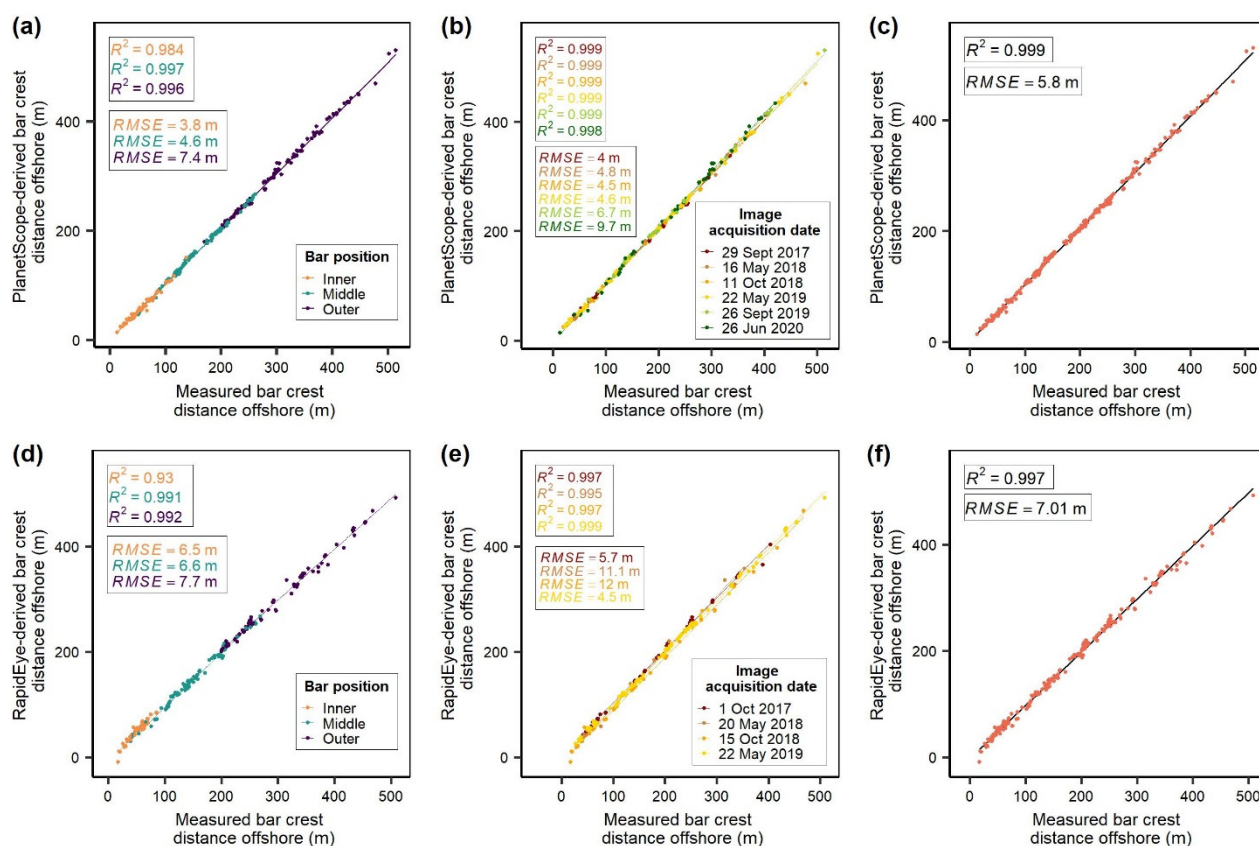 (a)
R² = 0.984
R² = 0.997
R² = 0.996
RMSE = 3.8 m
RMSE = 4.6 m
RMSE = 7.4 m
Bar position
Inner
Middle
Outer
PlanetScope-derived bar crest
distance offshore (m)
400
200
0
0 100 200 300 400 500
Measured bar crest
distance offshore (m)
(b)
R² = 0.999
R² = 0.999
R² = 0.999
R² = 0.999
R² = 0.999
R² = 0.998
RMSE = 4 m
RMSE = 4.8 m
RMSE = 4.5 m
RMSE = 4.6 m
RMSE = 6.7 m
RMSE = 9.7 m
Image
acquisition date
29 Sept 2017
16 May 2018
11 Oct 2018
22 May 2019
26 Sept 2019
26 Jun 2020
PlanetScope-derived bar crest
distance offshore (m)
400
200
0
0 100 200 300 400 500
Measured bar crest
distance offshore (m)
(c)
R² = 0.999
RMSE = 5.8 m
PlanetScope-derived bar crest
distance offshore (m)
400
200
0
0 100 200 300 400 500
Measured bar crest
distance offshore (m)
(d)
R² = 0.93
R² = 0.991
R² = 0.992
RMSE = 6.5 m
RMSE = 6.6 m
RMSE = 7.7 m
Bar position
Inner
Middle
Outer
RapidEye-derived bar crest
distance offshore (m)
400
200
0
0 100 200 300 400 500
Measured bar crest
distance offshore (m)
(e)
R² = 0.997
R² = 0.995
R² = 0.997
R² = 0.999
RMSE = 5.7 m
RMSE = 11.1 m
RMSE = 12 m
RMSE = 4.5 m
Image
acquisition date
1 Oct 2017
20 May 2018
15 Oct 2018
22 May 2019
RapidEye-derived bar crest
distance offshore (m)
400
200
0
0 100 200 300 400 500
Measured bar crest
distance offshore (m)
(f)
R² = 0.997
RMSE = 7.01 m
RapidEye-derived bar crest
distance offshore (m)
400
200
0
0 100 200 300 400 500
Measured bar crest
distance offshore (m)